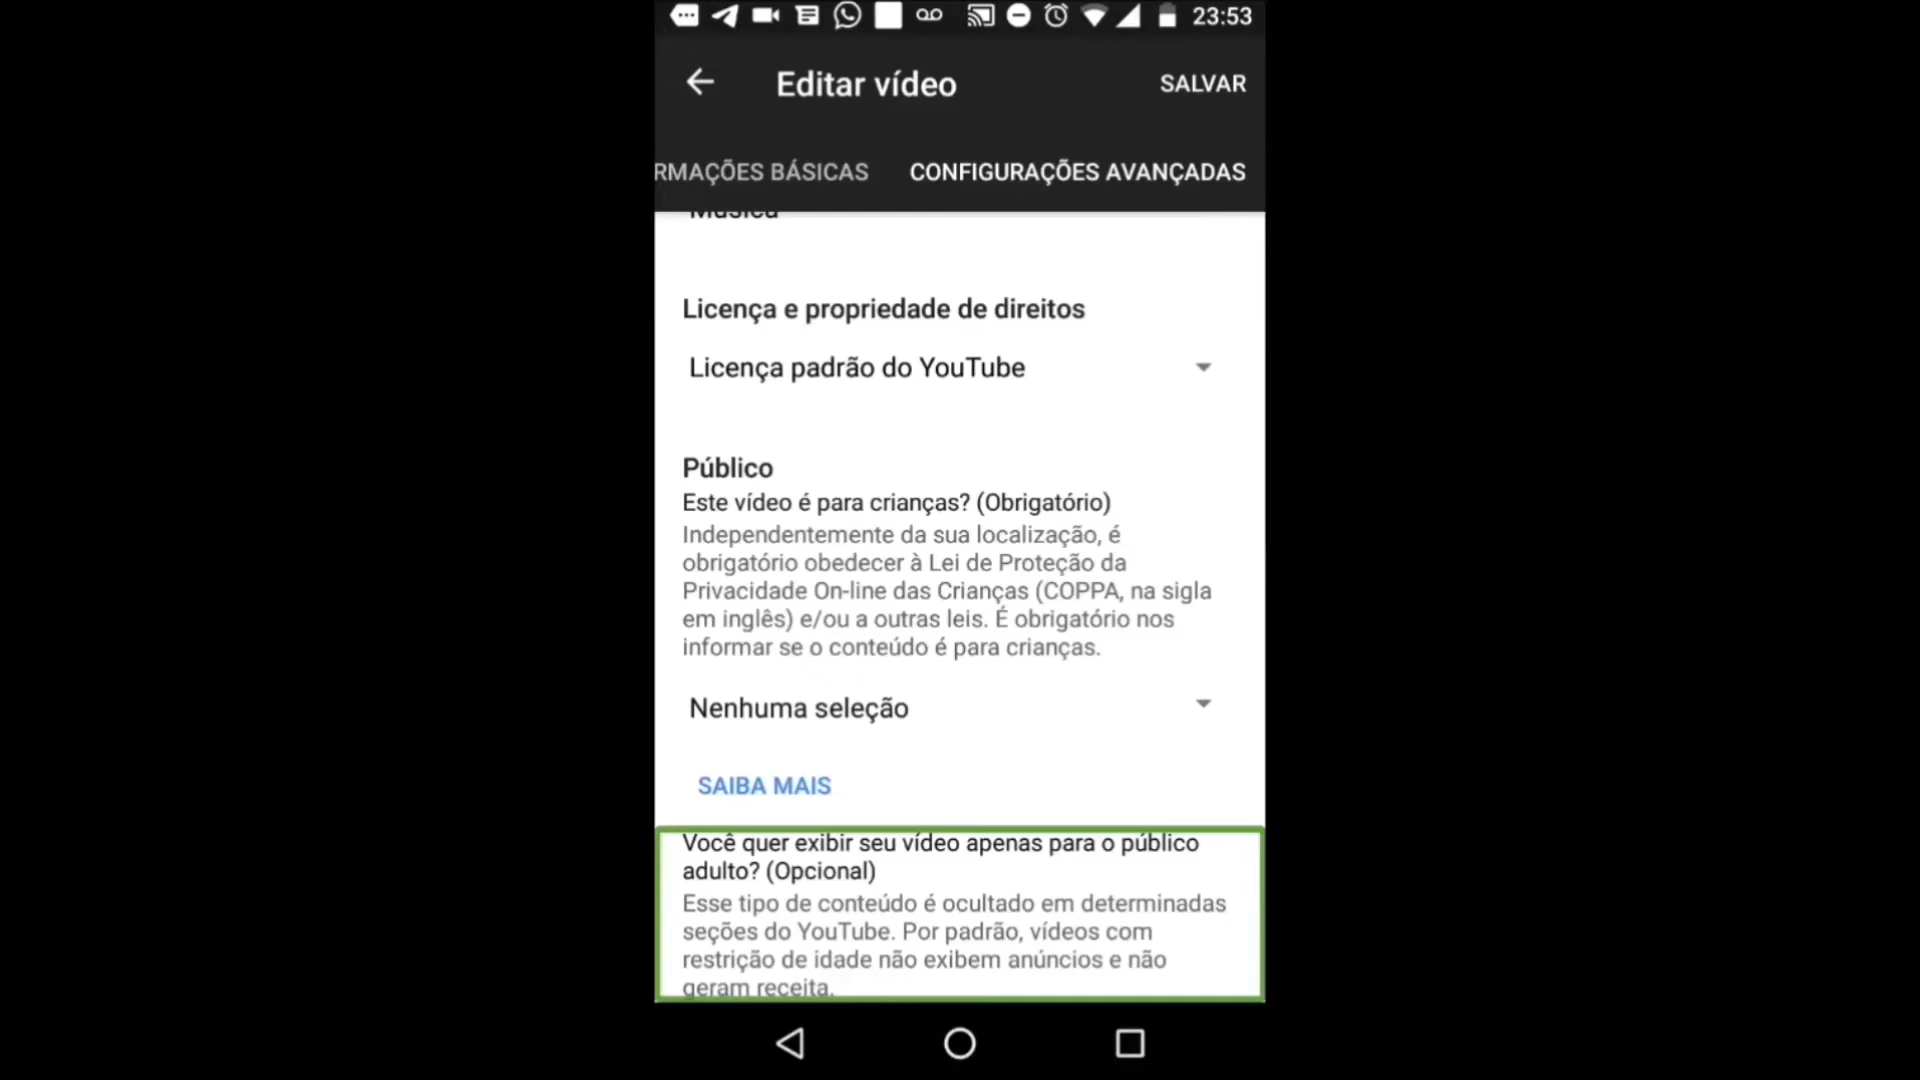 23:53
Editar vídeo
SALVAR
RMAÇÕES BÁSICAS
CONFIGURAÇÕES AVANÇADAS
Música
Licença e propriedade de direitos
Licença padrão do YouTube
Público
Este vídeo é para crianças? (Obrigatório)
Independentemente da sua localização, é
obrigatório obedecer à Lei de Proteção da
Privacidade On-line das Crianças (COPPA, na sigla
em inglês) e/ou a outras leis. É obrigatório nos
informar se o conteúdo é para crianças.
Nenhuma seleção
SAIBA MAIS
Você quer exibir seu vídeo apenas para o público
adulto? (Opcional)
Esse tipo de conteúdo é ocultado em determinadas
seções do YouTube. Por padrão, vídeos com
restrição de idade não exibem anúncios e não
geram receita.